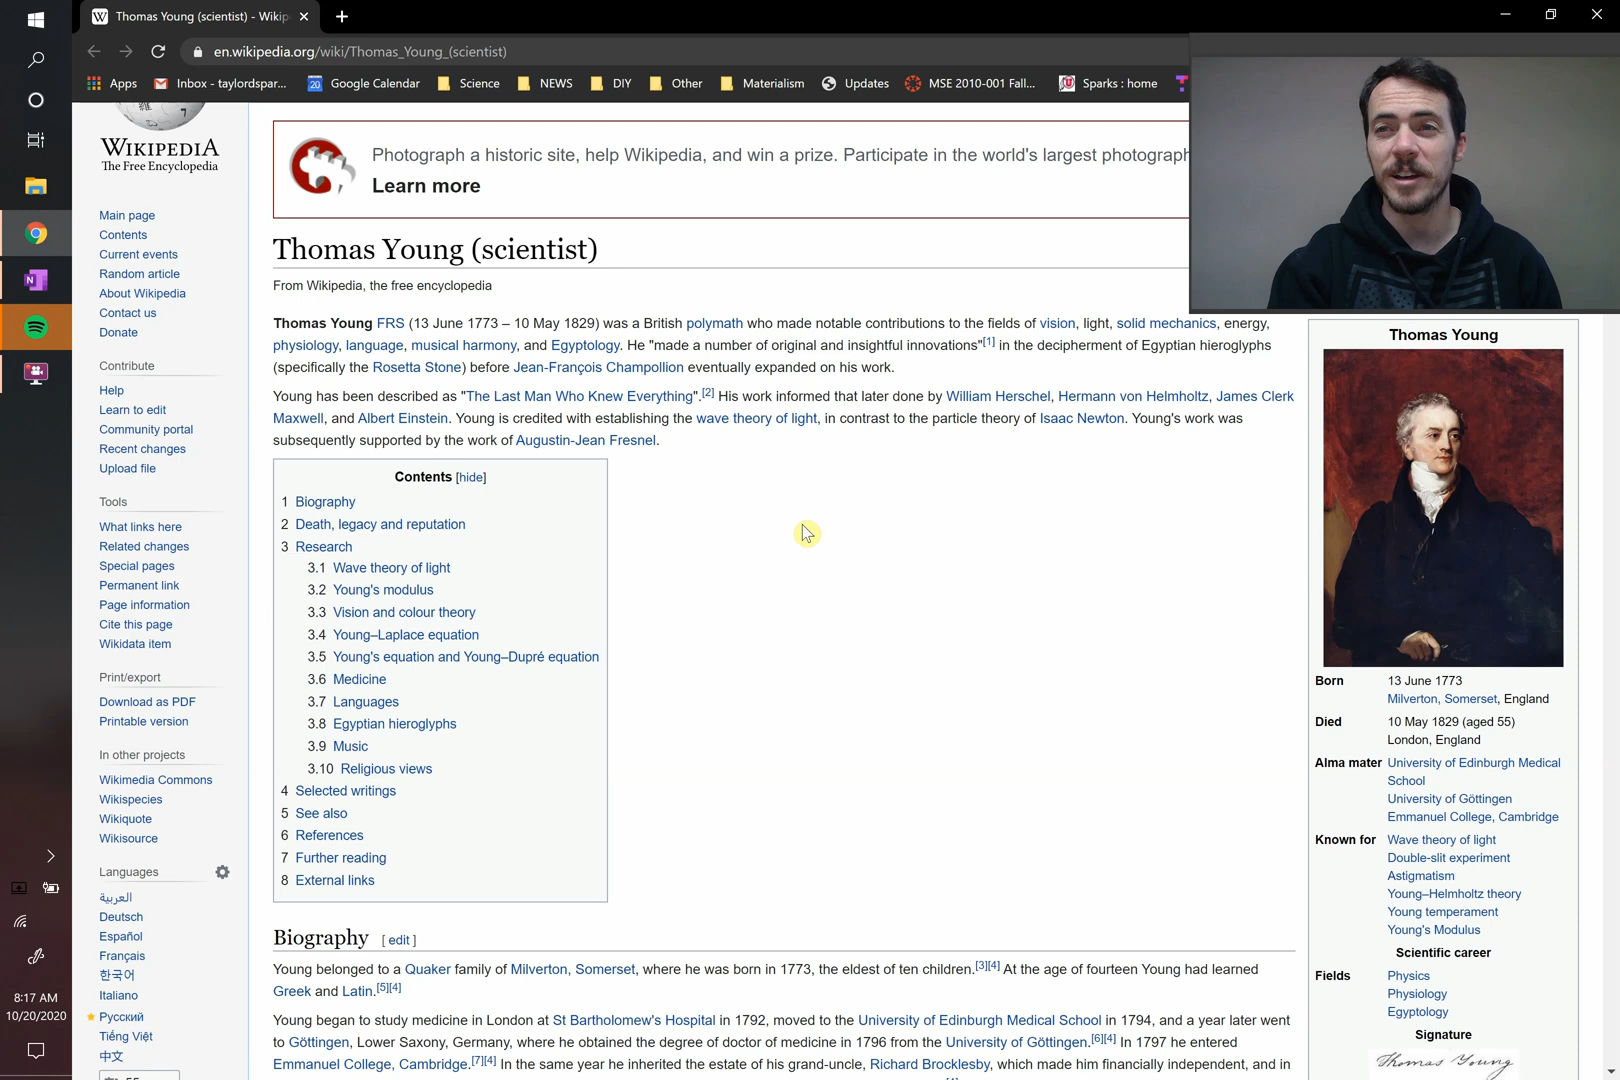 Thomas Young (scientist) - Wikip
en.wikipedia.org/wiki/Thomas_Young_(scientist)
Apps
Inbox - taylordspar...
20
Google Calendar
Science
NEWS
DIY
Other
Materialism
Updates
MSE 2010-001 Fall...
Sparks : home
WIKIPEDIA
The Free Encyclopedia
Main page
Contents
Current events
Random article
About Wikipedia
Contact us
Donate
Contribute
Help
Learn to edit
Community portal
Recent changes
Upload file
Tools
What links here
Related changes
Special pages
Permanent link
Page information
Cite this page
Wikidata item
Print/export
Download as PDF
Printable version
In other projects
Wikimedia Commons
Wikispecies
Wikiquote
Wikisource
Languages
العربية
Deutsch
Español
Français
한국어
Italiano
Русский
Tiếng Việt
中文
Photograph a historic site, help Wikipedia, and win a prize. Participate in the world's largest photograph
Learn more
Thomas Young (scientist)
From Wikipedia, the free encyclopedia
Thomas Young FRS (13 June 1773 – 10 May 1829) was a British polymath who made notable contributions to the fields of vision, light, solid mechanics, energy,
physiology, language, musical harmony, and Egyptology. He "made a number of original and insightful innovations"[1] in the decipherment of Egyptian hieroglyphs
(specifically the Rosetta Stone) before Jean-François Champollion eventually expanded on his work.
Young has been described as "The Last Man Who Knew Everything".[2] His work informed that later done by William Herschel, Hermann von Helmholtz, James Clerk
Maxwell, and Albert Einstein. Young is credited with establishing the wave theory of light, in contrast to the particle theory of Isaac Newton. Young's work was
subsequently supported by the work of Augustin-Jean Fresnel.
Contents [hide]
1 Biography
2 Death, legacy and reputation
3 Research
3.1 Wave theory of light
3.2 Young's modulus
3.3 Vision and colour theory
3.4 Young–Laplace equation
3.5 Young's equation and Young–Dupré equation
3.6 Medicine
3.7 Languages
3.8 Egyptian hieroglyphs
3.9 Music
3.10 Religious views
4 Selected writings
5 See also
6 References
7 Further reading
8 External links
Biography [ edit ]
Young belonged to a Quaker family of Milverton, Somerset, where he was born in 1773, the eldest of ten children.[3][4] At the age of fourteen Young had learned
Greek and Latin.[5][4]
Young began to study medicine in London at St Bartholomew's Hospital in 1792, moved to the University of Edinburgh Medical School in 1794, and a year later went
to Göttingen, Lower Saxony, Germany, where he obtained the degree of doctor of medicine in 1796 from the University of Göttingen.[6][4] In 1797 he entered
Emmanuel College, Cambridge.[7][4] In the same year he inherited the estate of his grand-uncle, Richard Brocklesby, which made him financially independent, and in
Thomas Young
Born 13 June 1773
Milverton, Somerset, England
Died 10 May 1829 (aged 55)
London, England
Alma mater University of Edinburgh Medical
School
University of Göttingen
Emmanuel College, Cambridge
Known for Wave theory of light
Double-slit experiment
Astigmatism
Young–Helmholtz theory
Young temperament
Young's Modulus
Scientific career
Fields Physics
Physiology
Egyptology
Signature
Thomas Young
8:17 AM
10/20/2020